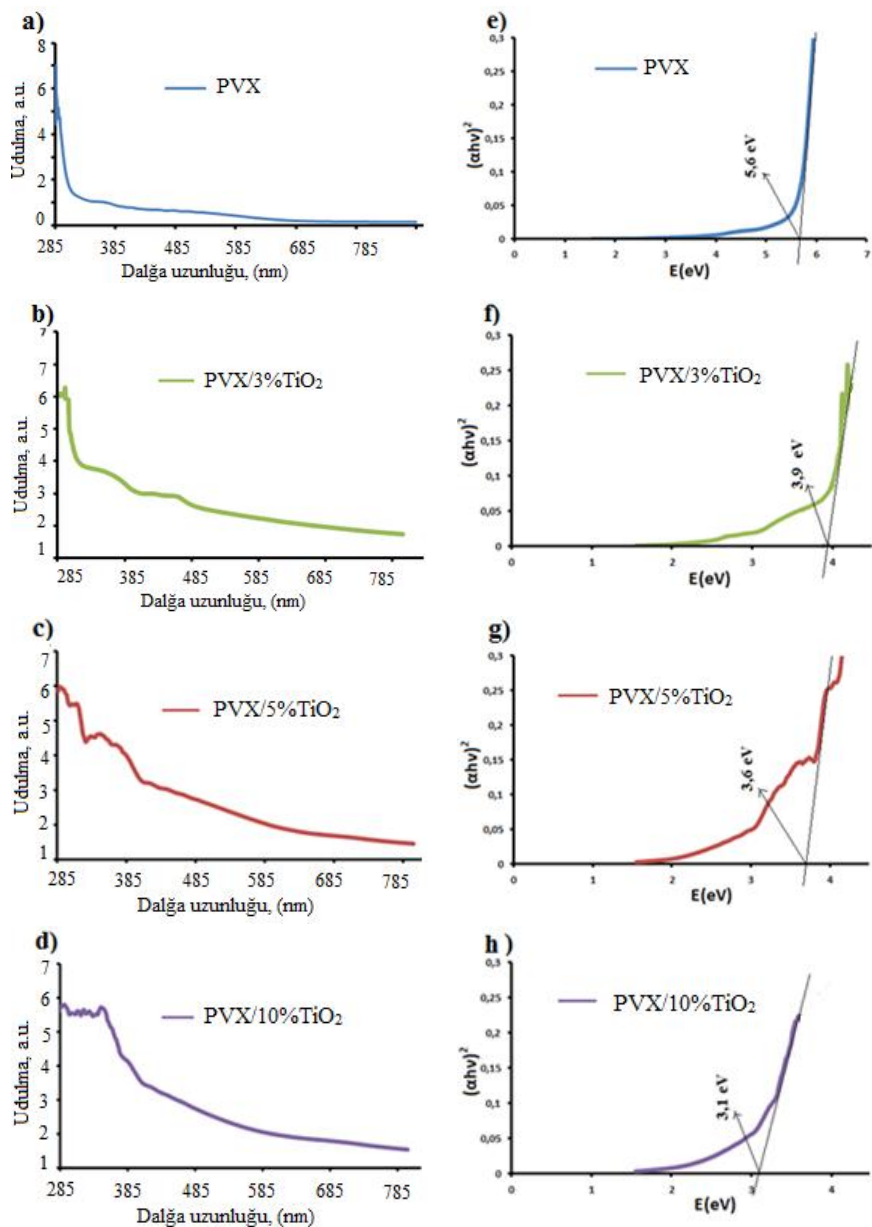 a)
8
7
6
5
4
2
1
0
Udulma, a.u.
PVX
285 385 485 585 685 785
Dalğa uzunluğu, (nm)
e)
0,3
0,25
0,2
0,15
0,1
0,05
0
(αhν)²
PVX
5,6 eV
0 1 2 3 4 5 6 7
E(eV)
b)
7
6
5
4
3
2
1
Udulma, a.u.
PVX/3%TiO₂
285 385 485 585 685 785
Dalğa uzunluğu, (nm)
f)
0,3
0,25
0,2
0,15
0,1
0,05
0
(αhν)²
PVX/3%TiO₂
3,9 eV
0 1 2 3 4
E(eV)
c)
7
6
5
4
3
2
1
Udulma, a.u.
PVX/5%TiO₂
285 385 485 585 685 785
Dalğa uzunluğu, (nm)
g)
0,3
0,25
0,2
0,15
0,1
0,05
0
(αhν)²
PVX/5%TiO₂
3,6 eV
0 1 2 3 4
E(eV)
d)
7
6
5
4
3
2
1
Udulma, a.u.
PVX/10%TiO₂
285 385 485 585 685 785
Dalğa uzunluğu, (nm)
h )
0,3
0,25
0,2
0,15
0,1
0,05
0
(αhν)²
PVX/10%TiO₂
3,1 eV
0 1 2 3 4
E(eV)